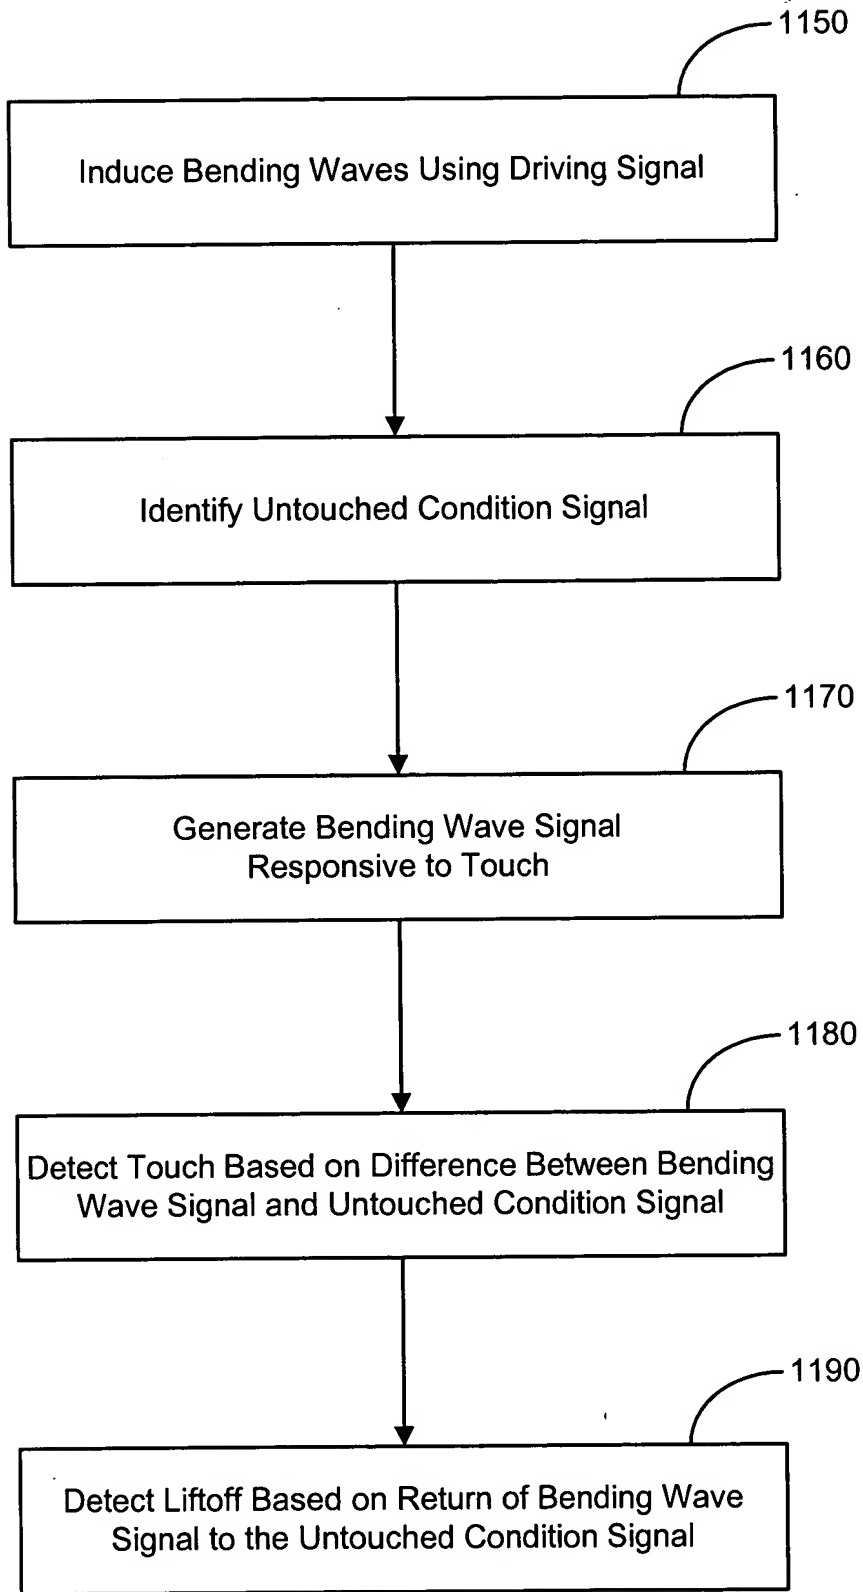 1150
Induce Bending Waves Using Driving Signal
1160
Identify Untouched Condition Signal
1170
Generate Bending Wave Signal
Responsive to Touch
1180
Detect Touch Based on Difference Between Bending
Wave Signal and Untouched Condition Signal
1190
Detect Liftoff Based on Return of Bending Wave
Signal to the Untouched Condition Signal